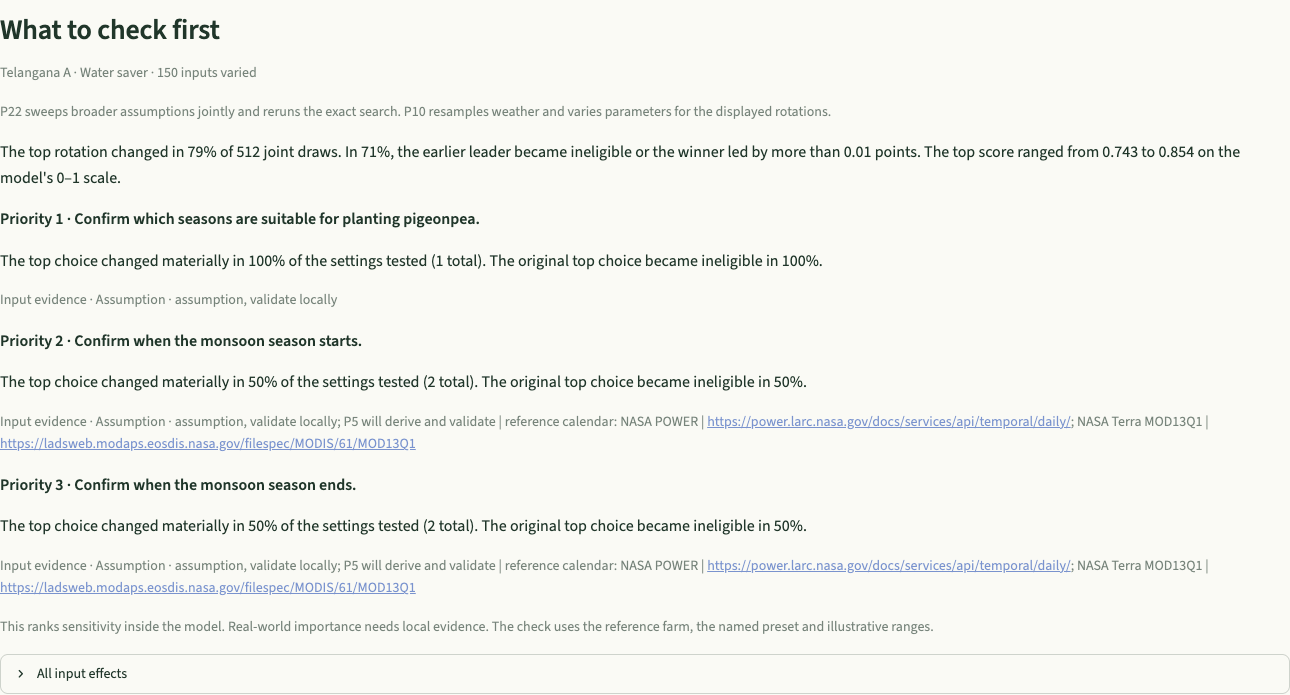 What to check first
Telangana A · Water saver · 150 inputs varied
P22 sweeps broader assumptions jointly and reruns the exact search. P10 resamples weather and varies parameters for the displayed rotations.
The top rotation changed in 79% of 512 joint draws. In 71%, the earlier leader became ineligible or the winner led by more than 0.01 points. The top score ranged from 0.743 to 0.854 on the
model's 0–1 scale.
Priority 1 · Confirm which seasons are suitable for planting pigeonpea.
The top choice changed materially in 100% of the settings tested (1 total). The original top choice became ineligible in 100%.
Input evidence · Assumption · assumption, validate locally
Priority 2 · Confirm when the monsoon season starts.
The top choice changed materially in 50% of the settings tested (2 total). The original top choice became ineligible in 50%.
Input evidence · Assumption · assumption, validate locally; P5 will derive and validate | reference calendar: NASA POWER | https://power.larc.nasa.gov/docs/services/api/temporal/daily/; NASA Terra MOD13Q1 |
https://ladsweb.modaps.eosdis.nasa.gov/filespec/MODIS/61/MOD13Q1
Priority 3 · Confirm when the monsoon season ends.
The top choice changed materially in 50% of the settings tested (2 total). The original top choice became ineligible in 50%.
Input evidence · Assumption · assumption, validate locally; P5 will derive and validate | reference calendar: NASA POWER | https://power.larc.nasa.gov/docs/services/api/temporal/daily/; NASA Terra MOD13Q1 |
https://ladsweb.modaps.eosdis.nasa.gov/filespec/MODIS/61/MOD13Q1
This ranks sensitivity inside the model. Real-world importance needs local evidence. The check uses the reference farm, the named preset and illustrative ranges.
All input effects